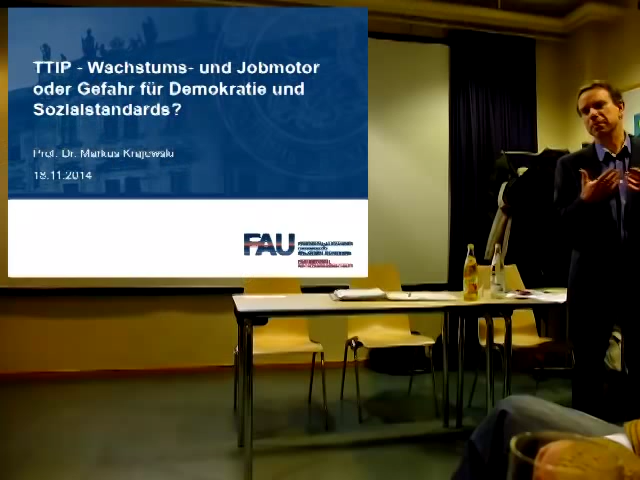 TTIP - Wachstums- und Jobmotor
oder Gefahr für Demokratie und
Sozialstandards?
Prof. Dr. Markus Krajewski
18.11.2014
FAU